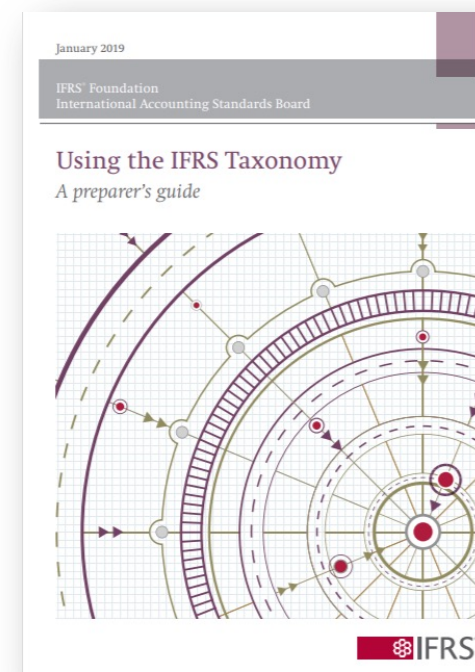 January 2019
IFRS® Foundation
International Accounting Standards Board
Using the IFRS Taxonomy
A preparer's guide
IFRS